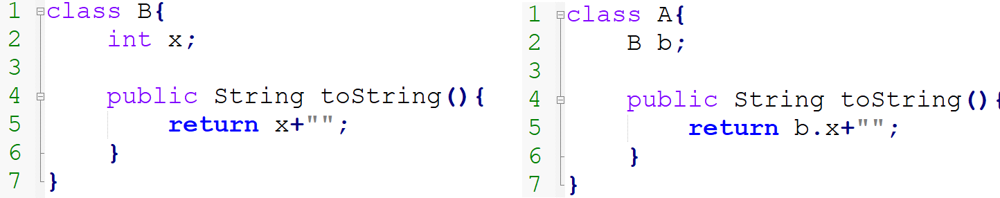 1 class B{
2 int x;
3
4 public String toString(){
5 return x+"";
6 }
7 }
1 class A{
2 B b;
3
4 public String toString(){
5 return b.x+"";
6 }
7 }